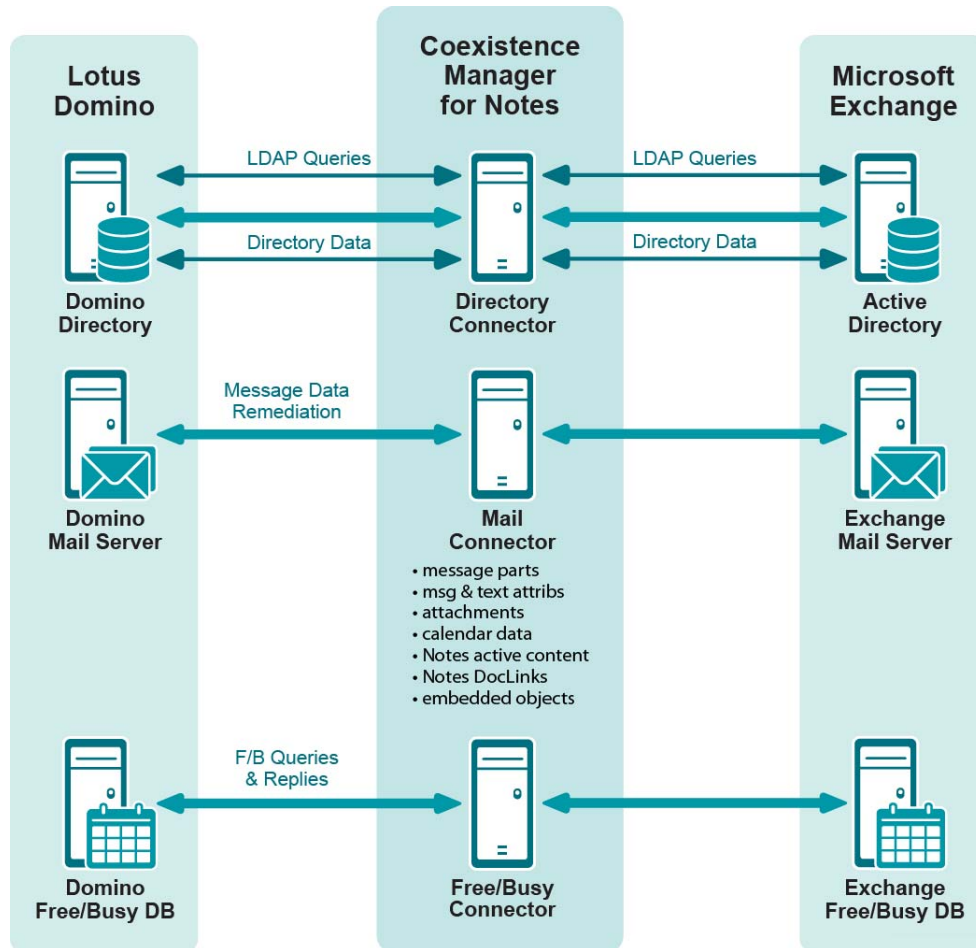 Lotus
Domino
Coexistence
Manager
for Notes
Microsoft
Exchange
LDAP Queries
LDAP Queries
Directory Data
Directory Data
Domino
Directory
Directory
Connector
Active
Directory
Message Data
Remediation
Domino
Mail Server
Mail
Connector
Exchange
Mail Server
• message parts
• msg & text attribs
• attachments
• calendar data
• Notes active content
• Notes DocLinks
• embedded objects
F/B Queries
& Replies
Domino
Free/Busy DB
Free/Busy
Connector
Exchange
Free/Busy DB